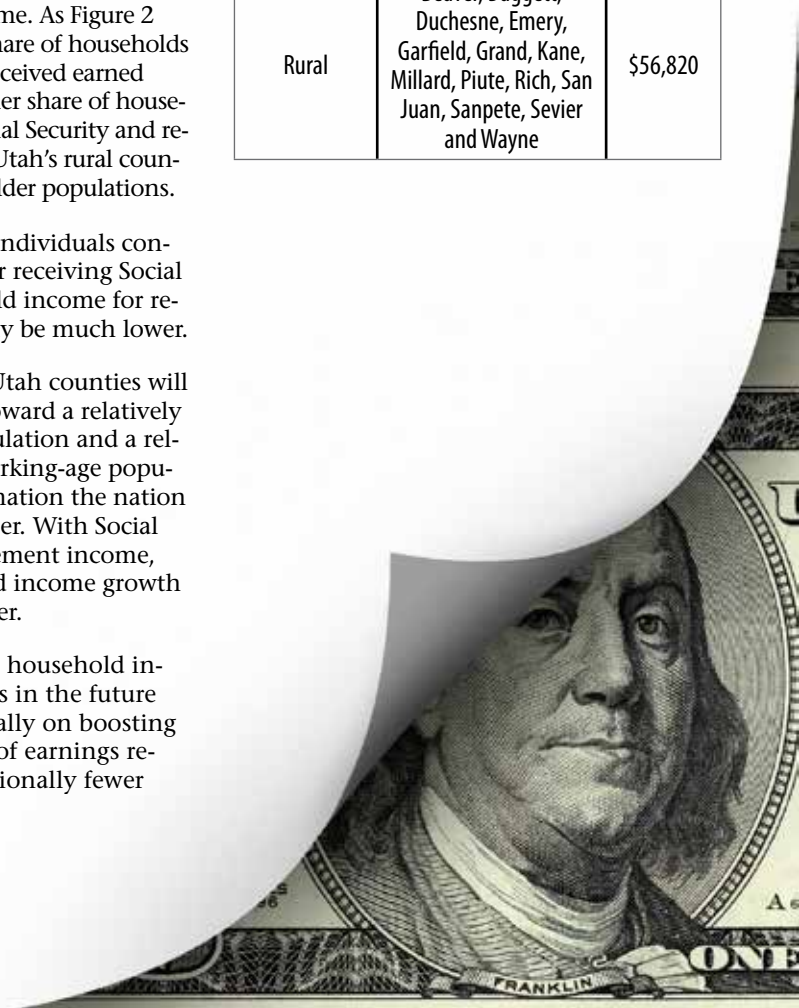 me. As Figure 2
hare of households
ceived earned
er share of house-
al Security and re-
Utah's rural coun-
lder populations.
individuals con-
r receiving Social
ld income for re-
y be much lower.
Utah counties will
oward a relatively
ulation and a rel-
rking-age popu-
nation the nation
er. With Social
ement income,
d income growth
er.
household in-
s in the future
ally on boosting
of earnings re-
ionally fewer
Rural
Duchesne, Emery,
Garfield, Grand, Kane,
Millard, Piute, Rich, San
Juan, Sanpete, Sevier
and Wayne
$56,820
A
FRANKLIN
ONE